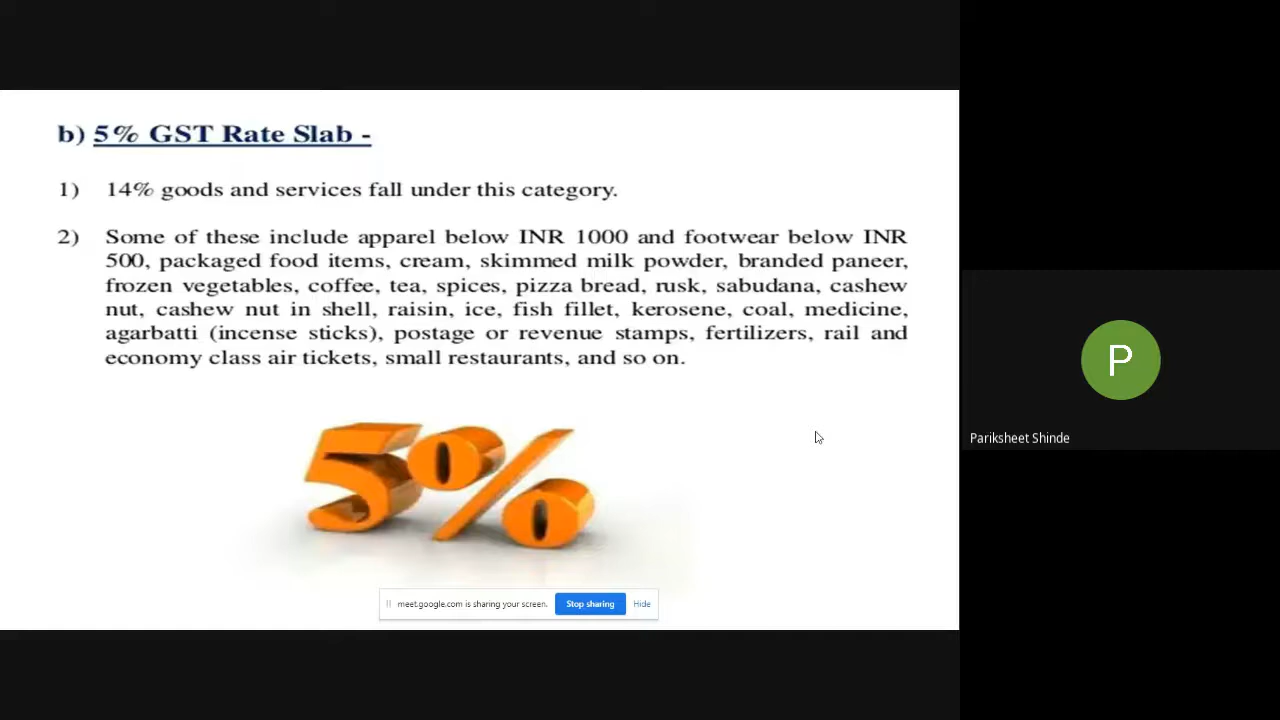 b) 5% GST Rate Slab -
1) 14% goods and services fall under this category.
2) Some of these include apparel below INR 1000 and footwear below INR
500, packaged food items, cream, skimmed milk powder, branded paneer,
frozen vegetables, coffee, tea, spices, pizza bread, rusk, sabudana, cashew
nut, cashew nut in shell, raisin, ice, fish fillet, kerosene, coal, medicine,
agarbatti (incense sticks), postage or revenue stamps, fertilizers, rail and
economy class air tickets, small restaurants, and so on.
5%
meet.google.com is sharing your screen. Stop sharing Hide
P
Pariksheet Shinde